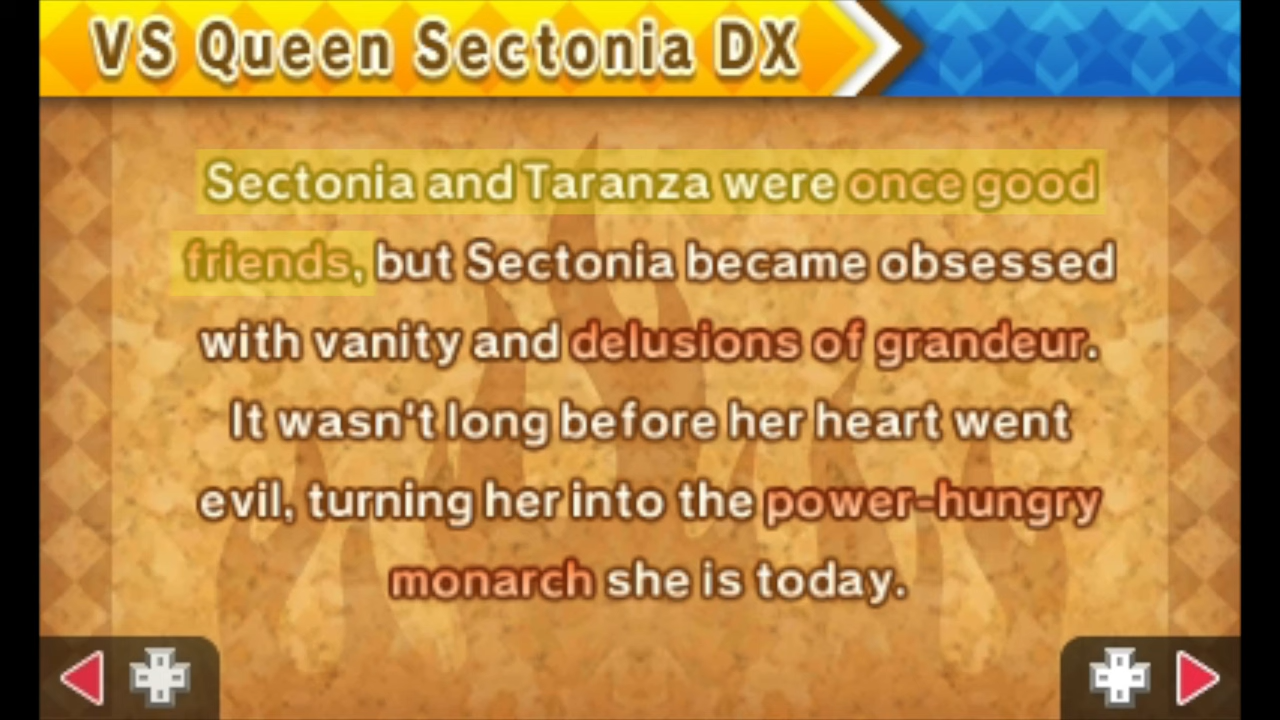 VS Queen Sectonia DX
Sectonia and Taranza were once good
friends, but Sectonia became obsessed
with vanity and delusions of grandeur.
It wasn't long before her heart went
evil, turning her into the power-hungry
monarch she is today.